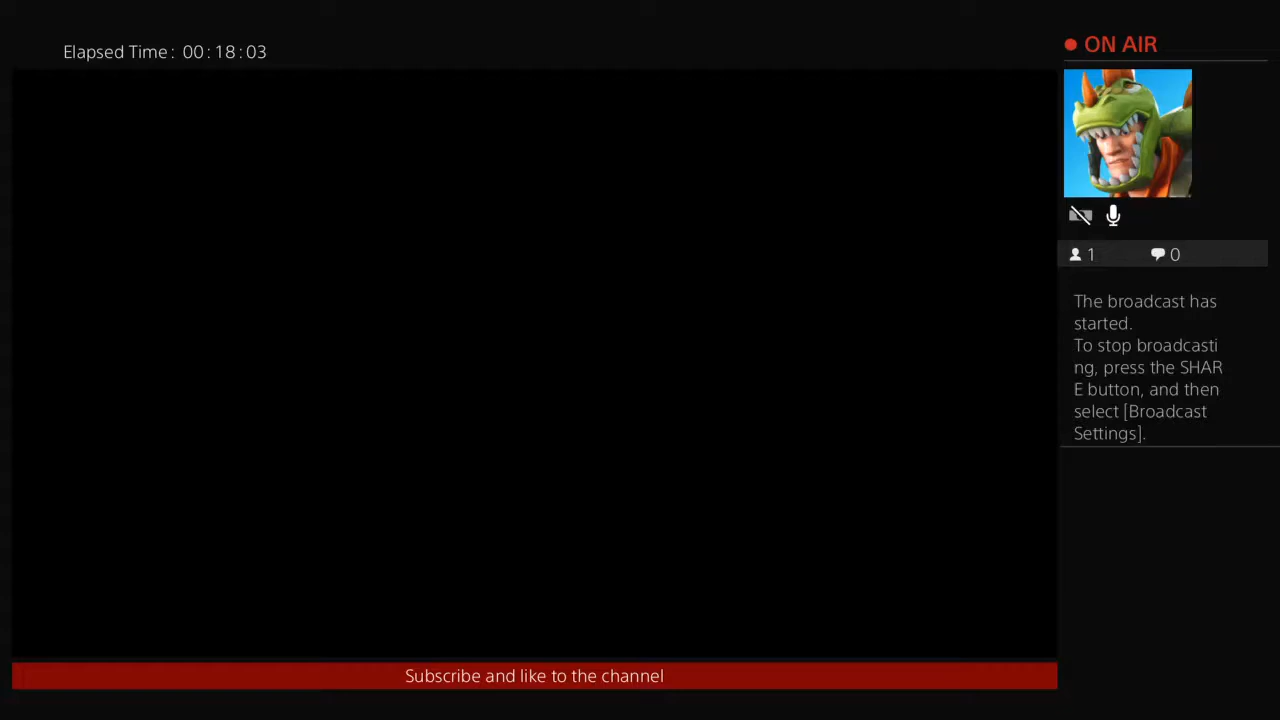 Elapsed Time: 00:18:03
ON AIR
1 0
The broadcast has
started.
To stop broadcasti
ng, press the SHAR
E button, and then
select [Broadcast
Settings].
Subscribe and like to the channel